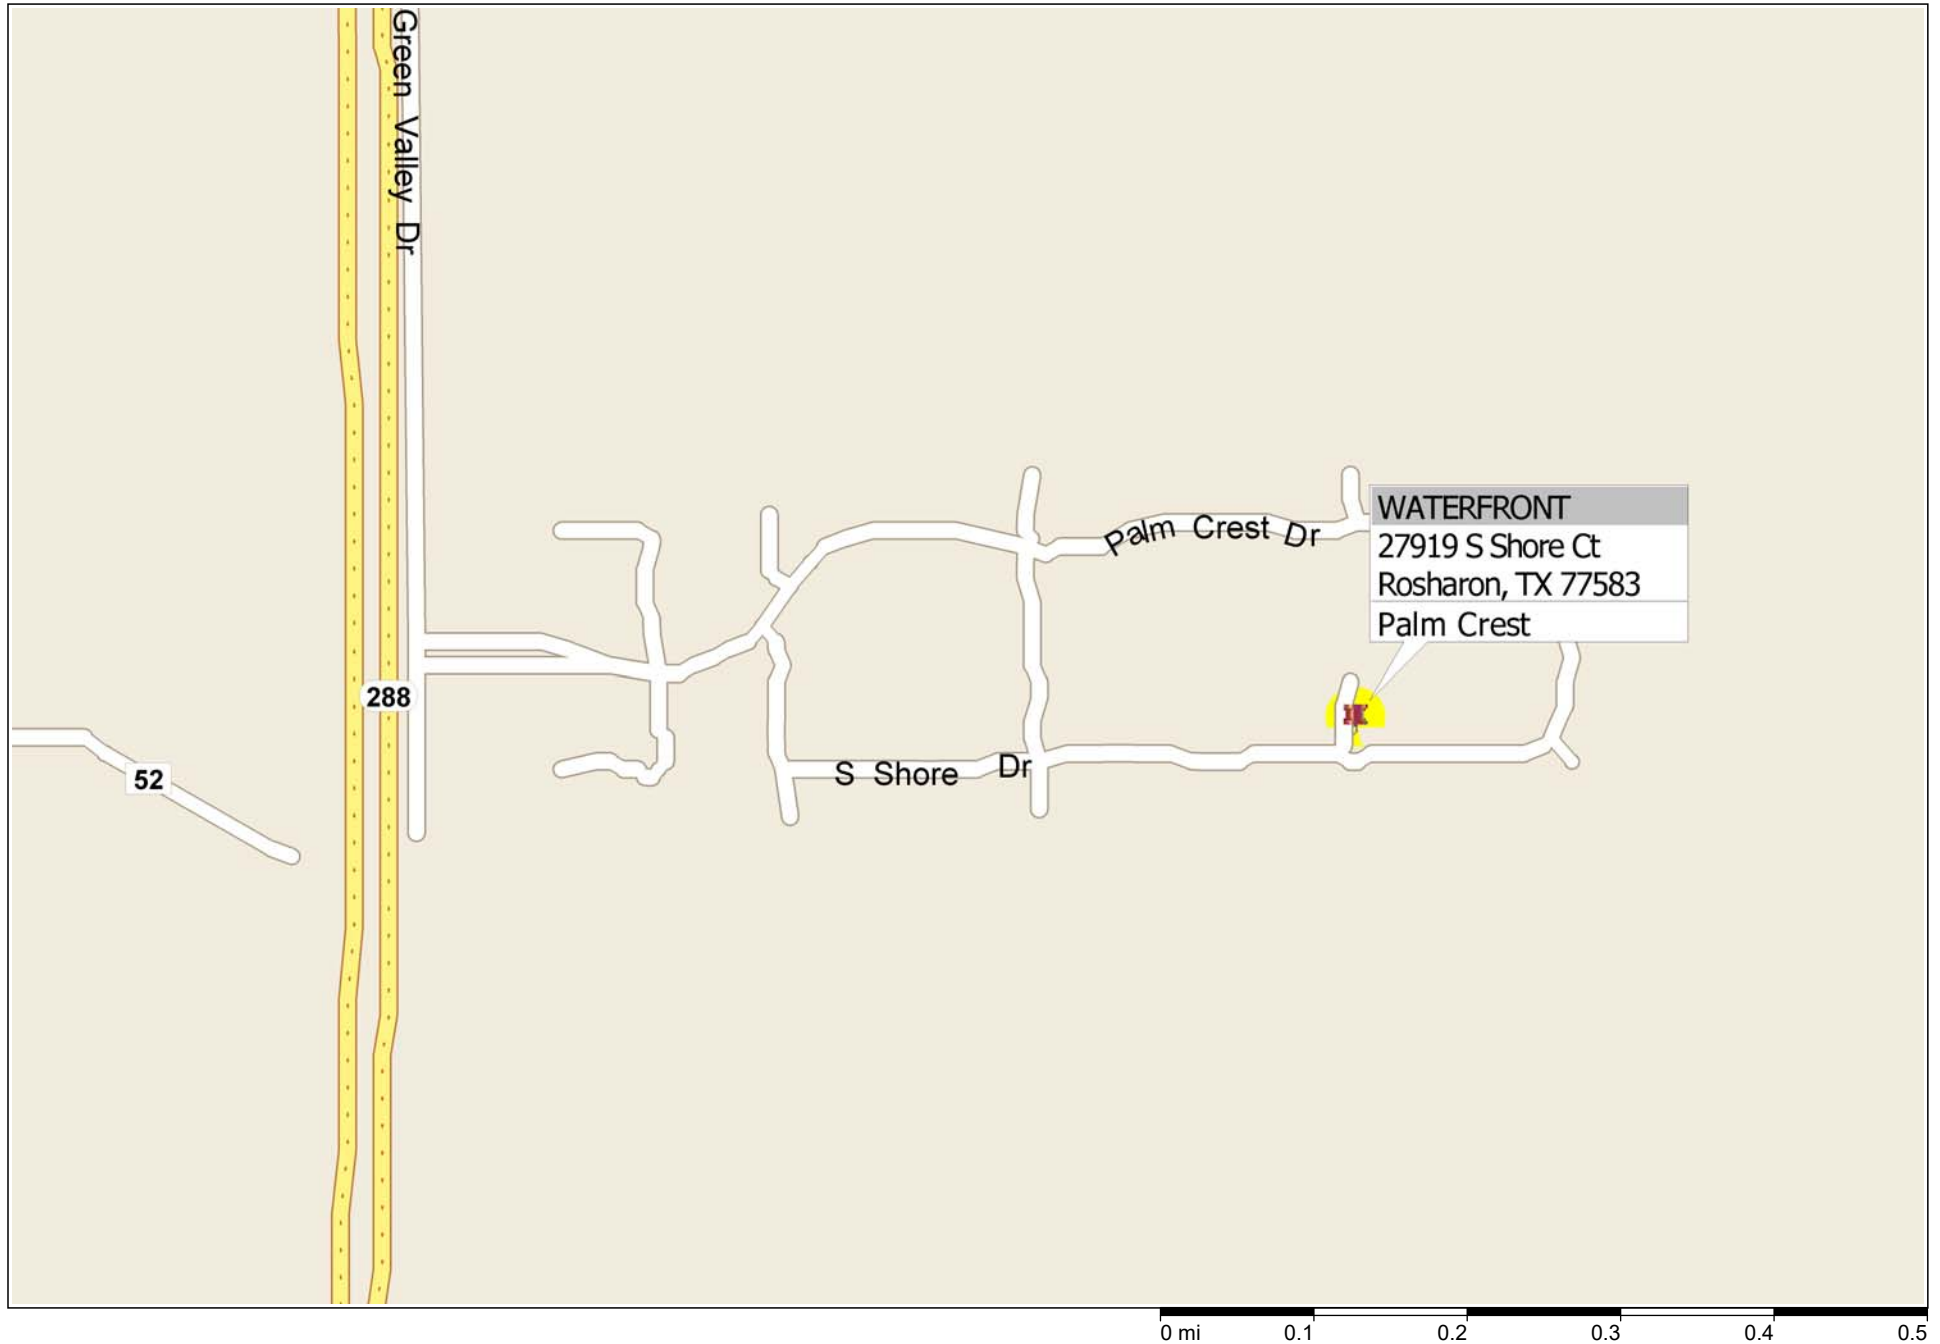 Green Valley Dr
Palm Crest Dr
WATERFRONT
27919 S Shore Ct
Rosharon, TX 77583
Palm Crest
288
52
S Shore Dr
0 mi 0.1 0.2 0.3 0.4 0.5